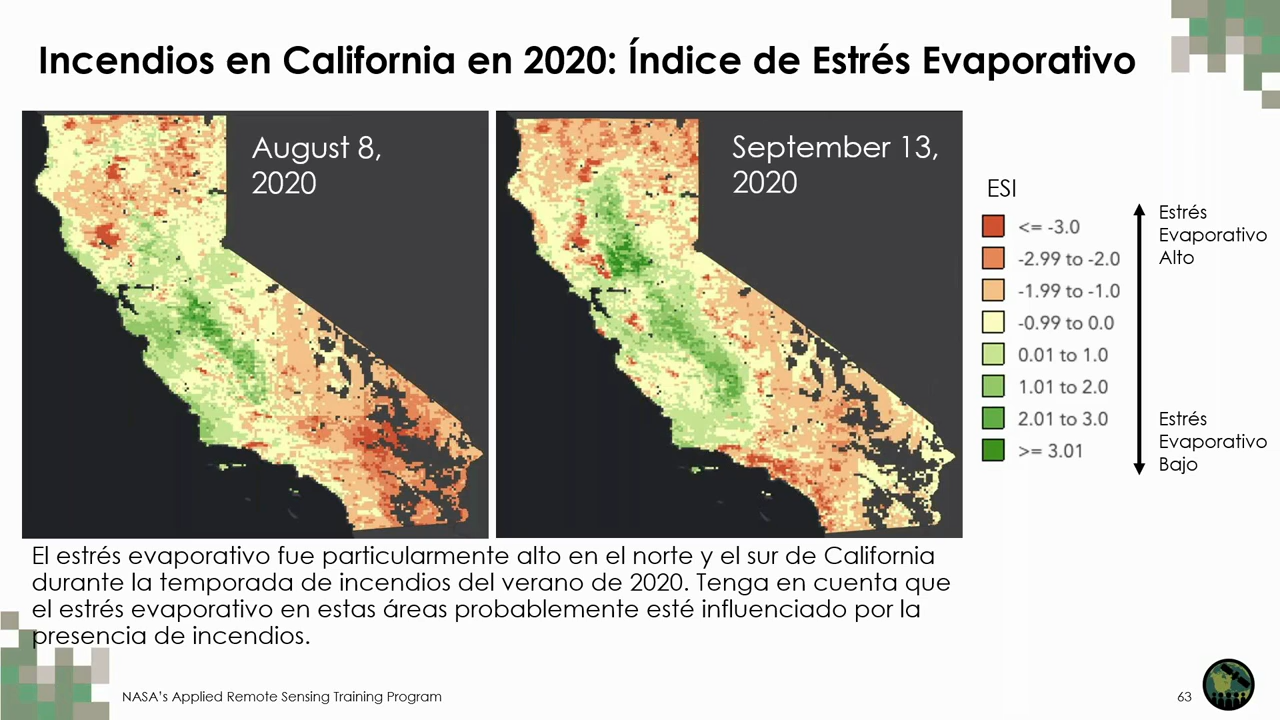 Incendios en California en 2020: Índice de Estrés Evaporativo
August 8,
2020
September 13,
2020
ESI
<= -3.0
-2.99 to -2.0
-1.99 to -1.0
-0.99 to 0.0
0.01 to 1.0
1.01 to 2.0
2.01 to 3.0
>= 3.01
Estrés
Evaporativo
Alto
Estrés
Evaporativo
Bajo
El estrés evaporativo fue particularmente alto en el norte y el sur de California
durante la temporada de incendios del verano de 2020. Tenga en cuenta que
el estrés evaporativo en estas áreas probablemente esté influenciado por la
presencia de incendios.
NASA's Applied Remote Sensing Training Program
63